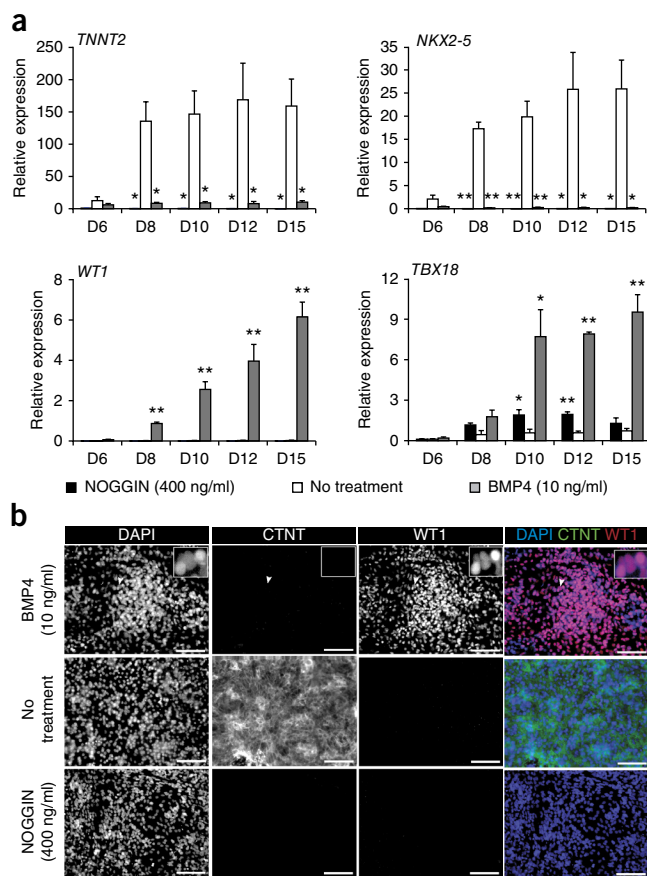 a
TNNT2
Relative expression
250
200
150
100
50
0
* * * * * * * *
D6 D8 D10 D12 D15
NKX2-5
Relative expression
35
30
25
20
15
10
5
0
** ** ** ** * * * *
D6 D8 D10 D12 D15
WT1
Relative expression
8
6
4
2
0
** ** ** **
D6 D8 D10 D12 D15
TBX18
Relative expression
12
9
6
3
0
* * ** ** **
D6 D8 D10 D12 D15
NOGGIN (400 ng/ml) No treatment BMP4 (10 ng/ml)
b
DAPI CTNT WT1 DAPI CTNT WT1
BMP4
(10 ng/ml)
No
treatment
NOGGIN
(400 ng/ml)